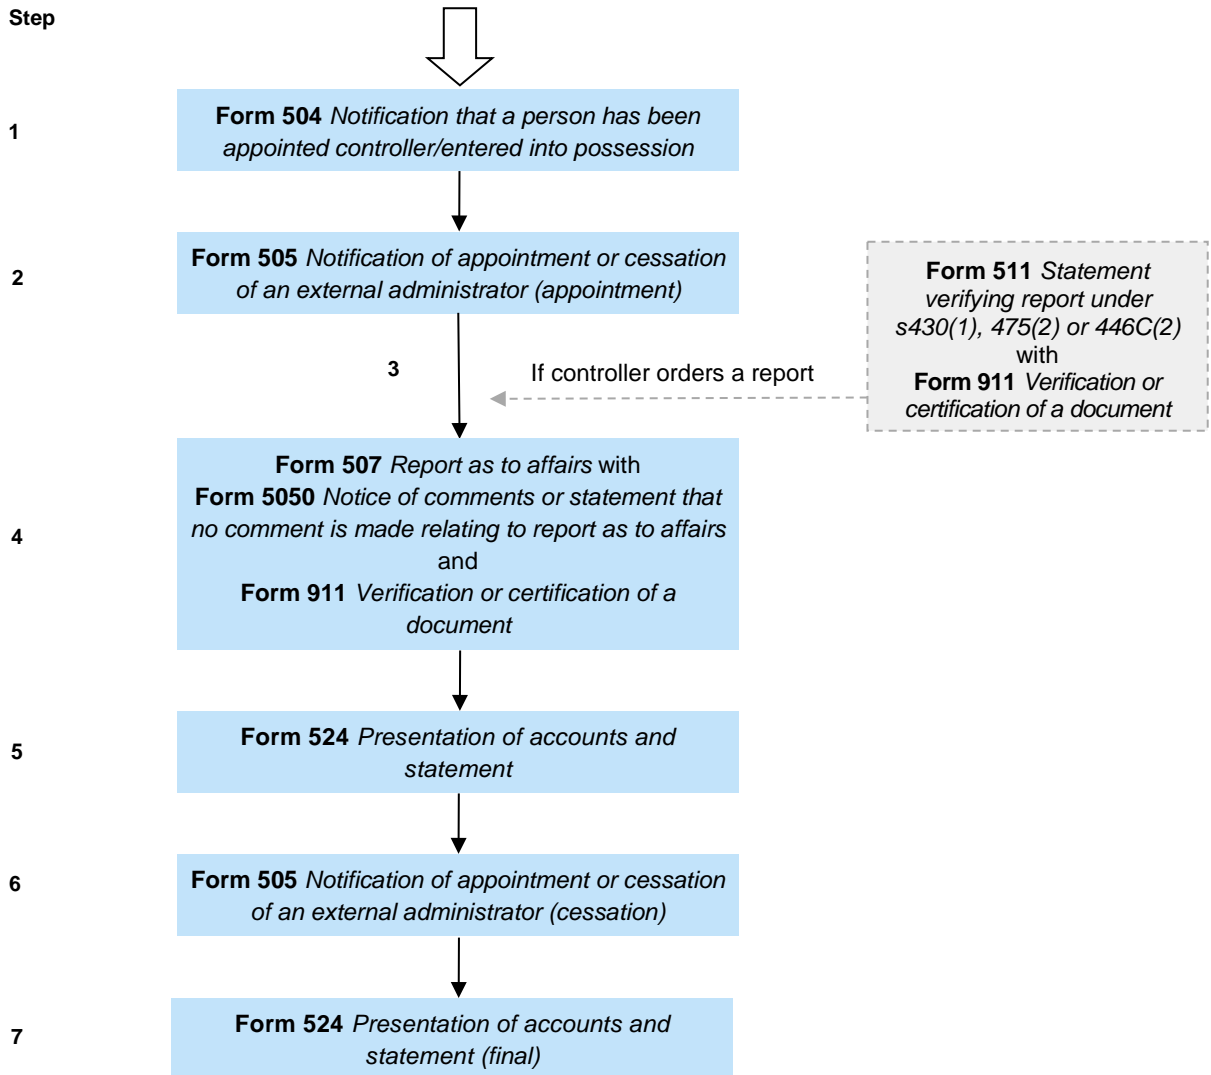 Step
1
Form 504 Notification that a person has been
appointed controller/entered into possession
2
Form 505 Notification of appointment or cessation
of an external administrator (appointment)
3
If controller orders a report
Form 511 Statement
verifying report under
s430(1), 475(2) or 446C(2)
with
Form 911 Verification or
certification of a document
4
Form 507 Report as to affairs with
Form 5050 Notice of comments or statement that
no comment is made relating to report as to affairs
and
Form 911 Verification or certification of a
document
5
Form 524 Presentation of accounts and
statement
6
Form 505 Notification of appointment or cessation
of an external administrator (cessation)
7
Form 524 Presentation of accounts and
statement (final)